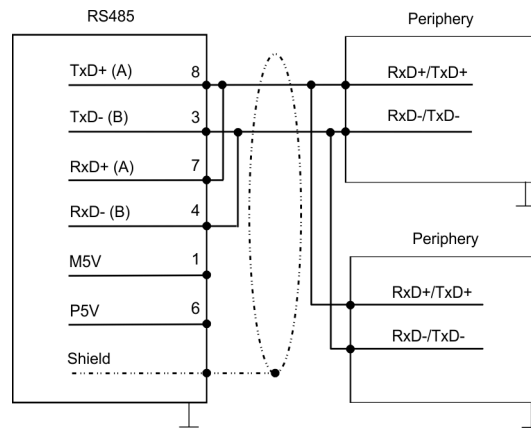 RS485
Periphery
TxD+ (A) 8
RxD+/TxD+
TxD- (B) 3
RxD-/TxD-
RxD+ (A) 7
RxD- (B) 4
Periphery
M5V 1
RxD+/TxD+
P5V 6
RxD-/TxD-
Shield